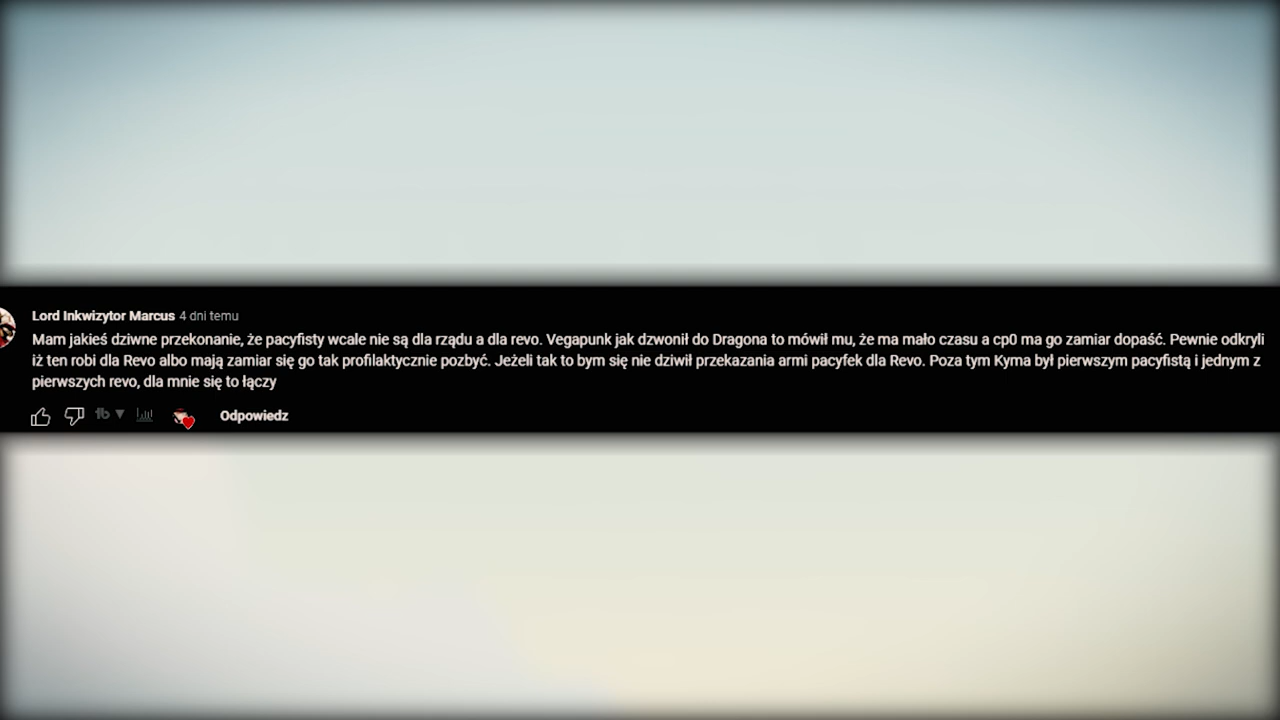 Lord Inkwizytor Marcus 4 dni temu
Mam jakieś dziwne przekonanie, że pacyfisty wcale nie są dla rządu a dla revo. Vegapunk jak dzwonił do Dragona to mówił mu, że ma mało czasu a cp0 ma go zamiar dopaść. Pewnie odkryli
iż ten robi dla Revo albo mają zamiar się go tak profilaktycznie pozbyć. Jeżeli tak to bym się nie dziwił przekazania armi pacyfek dla Revo. Poza tym Kyma był pierwszym pacyfistą i jednym z
pierwszych revo, dla mnie się to łączy
Odpowiedz